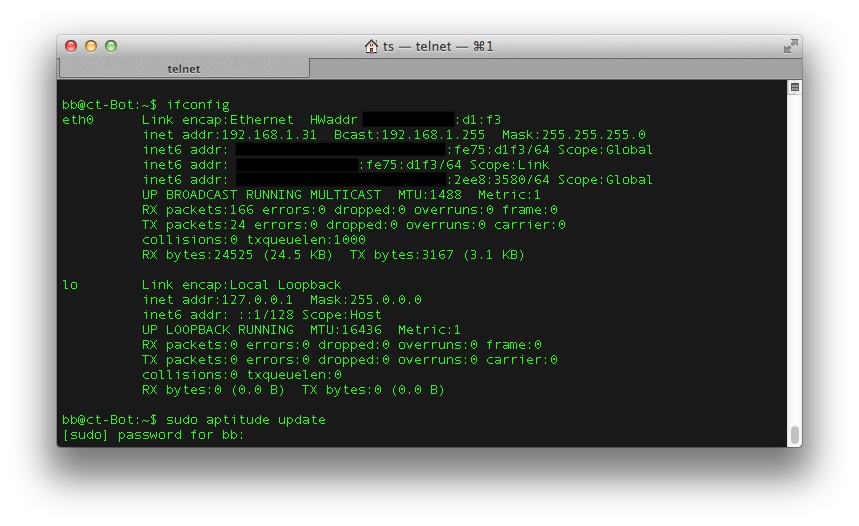 ts — telnet — ⌘1
telnet
bb@ct-Bot:~$ ifconfig
eth0 Link encap:Ethernet HWaddr :d1:f3
inet addr:192.168.1.31 Bcast:192.168.1.255 Mask:255.255.255.0
inet6 addr: :fe75:d1f3/64 Scope:Global
inet6 addr: :fe75:d1f3/64 Scope:Link
inet6 addr: :2ee8:3580/64 Scope:Global
UP BROADCAST RUNNING MULTICAST MTU:1488 Metric:1
RX packets:166 errors:0 dropped:0 overruns:0 frame:0
TX packets:24 errors:0 dropped:0 overruns:0 carrier:0
collisions:0 txqueuelen:1000
RX bytes:24525 (24.5 KB) TX bytes:3167 (3.1 KB)
lo Link encap:Local Loopback
inet addr:127.0.0.1 Mask:255.0.0.0
inet6 addr: ::1/128 Scope:Host
UP LOOPBACK RUNNING MTU:16436 Metric:1
RX packets:0 errors:0 dropped:0 overruns:0 frame:0
TX packets:0 errors:0 dropped:0 overruns:0 carrier:0
collisions:0 txqueuelen:0
RX bytes:0 (0.0 B) TX bytes:0 (0.0 B)
bb@ct-Bot:~$ sudo aptitude update
[sudo] password for bb: